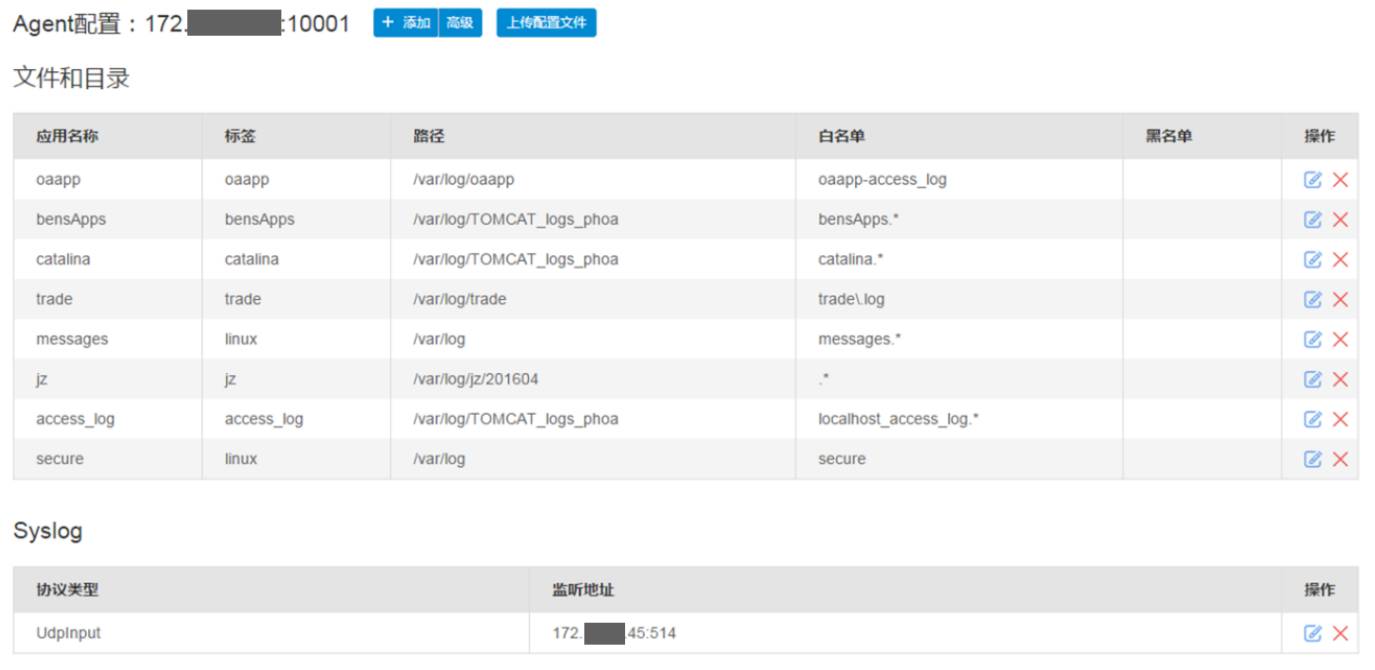 Agent配置：172. :10001 + 添加 高级 上传配置文件
文件和目录
应用名称 标签 路径 白名单 黑名单 操作
oaapp oaapp /var/log/oaapp oaapp-access_log
bensApps bensApps /var/log/TOMCAT_logs_phoa bensApps.*
catalina catalina /var/log/TOMCAT_logs_phoa catalina.*
trade trade /var/log/trade trade\.log
messages linux /var/log messages.*
jz jz /var/log/jz/201604 .*
access_log access_log /var/log/TOMCAT_logs_phoa localhost_access_log.*
secure linux /var/log secure
Syslog
协议类型 监听地址 操作
UdpInput 172. .45:514